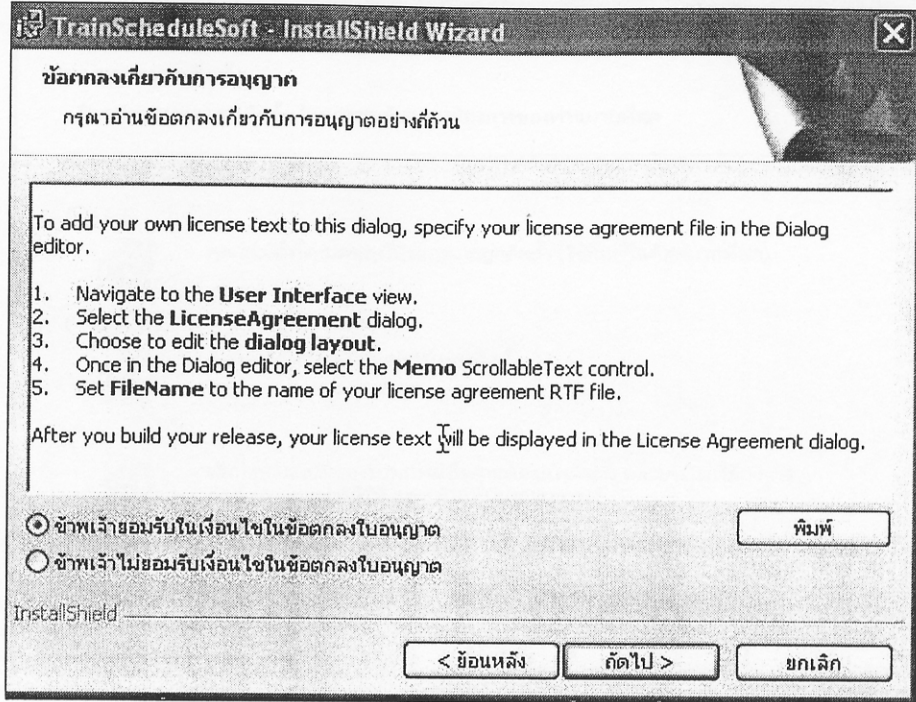 TrainScheduleSoft - InstallShield Wizard
ข้อตกลงเกี่ยวกับการอนุญาต
กรุณาอ่านข้อตกลงเกี่ยวกับการอนุญาตอย่างถี่ถ้วน
To add your own license text to this dialog, specify your license agreement file in the Dialog
editor.
1. Navigate to the User Interface view.
2. Select the LicenseAgreement dialog.
3. Choose to edit the dialog layout.
4. Once in the Dialog editor, select the Memo ScrollableText control.
5. Set FileName to the name of your license agreement RTF file.
After you build your release, your license text will be displayed in the License Agreement dialog.
ข้าพเจ้ายอมรับในเงื่อนไขในข้อตกลงใบอนุญาต
พิมพ์
ข้าพเจ้าไม่ยอมรับเงื่อนไขในข้อตกลงใบอนุญาต
InstallShield
< ย้อนหลัง
ถัดไป >
ยกเลิก